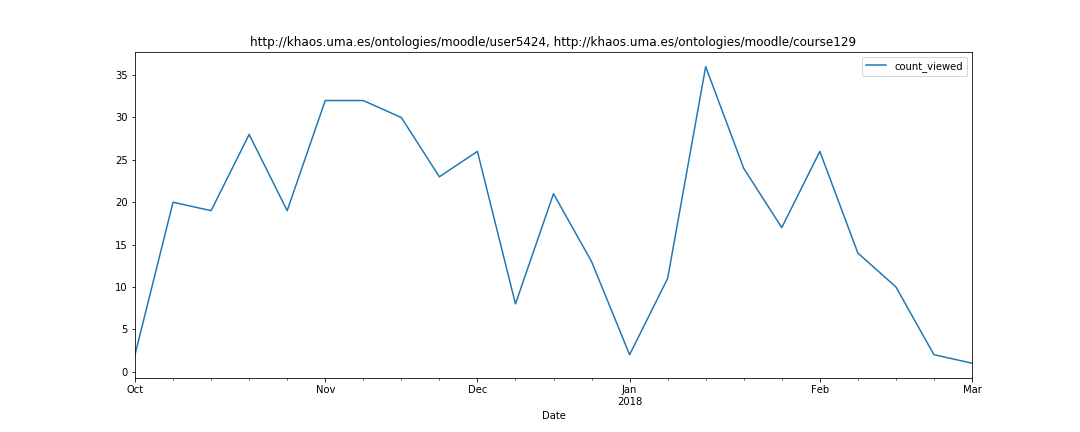 http://khaos.uma.es/ontologies/moodle/user5424, http://khaos.uma.es/ontologies/moodle/course129
count_viewed
35
30
25
20
15
10
5
0
Oct Nov Dec Jan Feb Mar
2018
Date